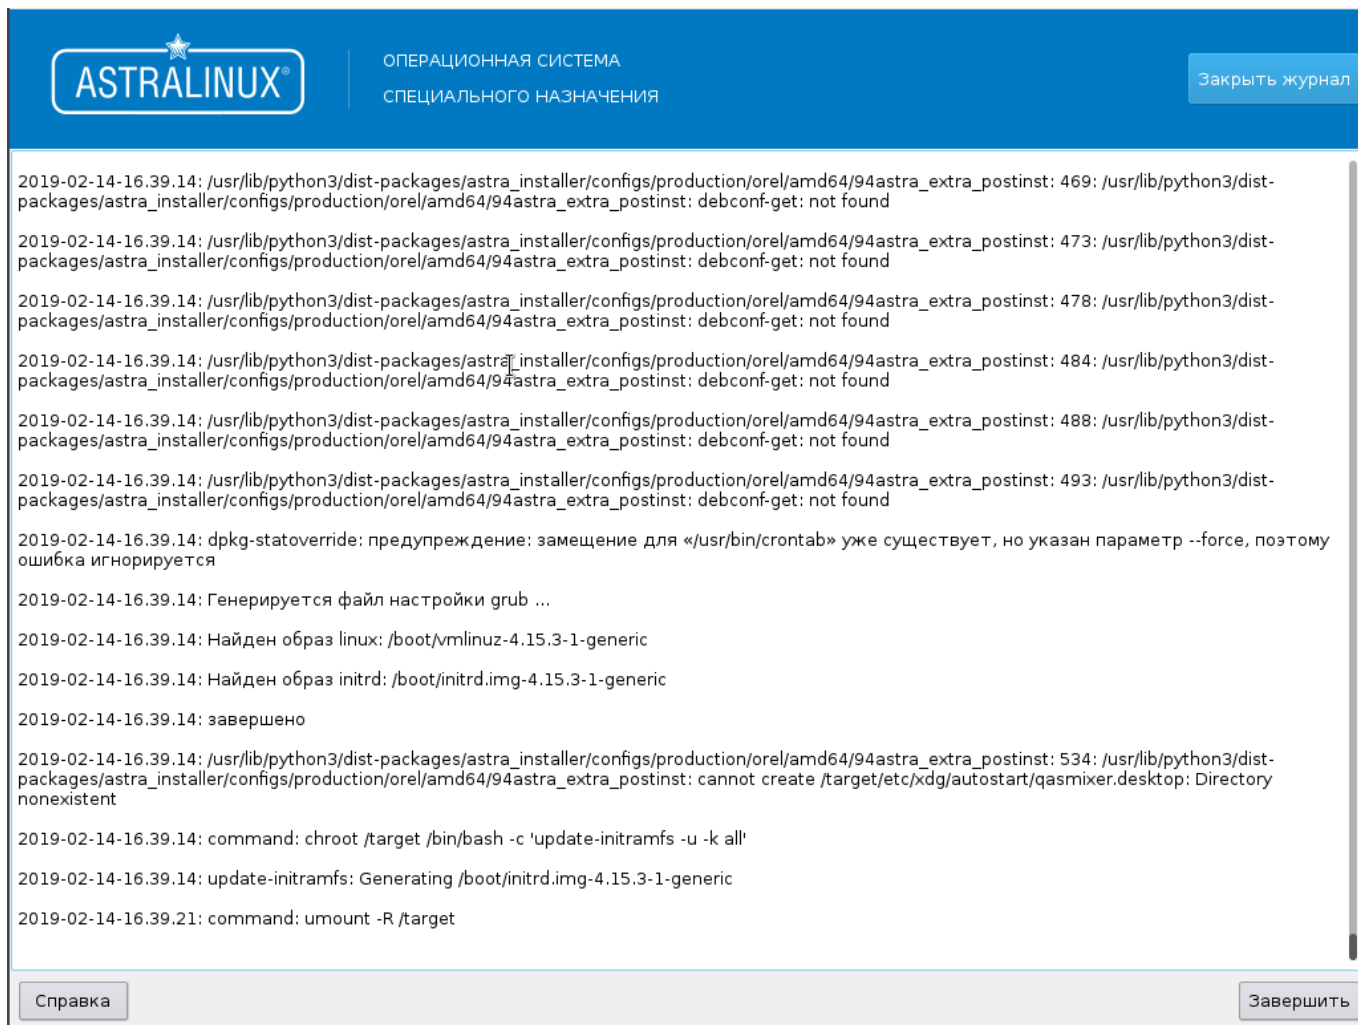 ASTRALINUX®
ОПЕРАЦИОННАЯ СИСТЕМА
СПЕЦИАЛЬНОГО НАЗНАЧЕНИЯ
Закрыть журнал
2019-02-14-16.39.14: /usr/lib/python3/dist-packages/astra_installer/configs/production/orel/amd64/94astra_extra_postinst: 469: /usr/lib/python3/dist-
packages/astra_installer/configs/production/orel/amd64/94astra_extra_postinst: debconf-get: not found
2019-02-14-16.39.14: /usr/lib/python3/dist-packages/astra_installer/configs/production/orel/amd64/94astra_extra_postinst: 473: /usr/lib/python3/dist-
packages/astra_installer/configs/production/orel/amd64/94astra_extra_postinst: debconf-get: not found
2019-02-14-16.39.14: /usr/lib/python3/dist-packages/astra_installer/configs/production/orel/amd64/94astra_extra_postinst: 478: /usr/lib/python3/dist-
packages/astra_installer/configs/production/orel/amd64/94astra_extra_postinst: debconf-get: not found
2019-02-14-16.39.14: /usr/lib/python3/dist-packages/astra_installer/configs/production/orel/amd64/94astra_extra_postinst: 484: /usr/lib/python3/dist-
packages/astra_installer/configs/production/orel/amd64/94astra_extra_postinst: debconf-get: not found
2019-02-14-16.39.14: /usr/lib/python3/dist-packages/astra_installer/configs/production/orel/amd64/94astra_extra_postinst: 488: /usr/lib/python3/dist-
packages/astra_installer/configs/production/orel/amd64/94astra_extra_postinst: debconf-get: not found
2019-02-14-16.39.14: /usr/lib/python3/dist-packages/astra_installer/configs/production/orel/amd64/94astra_extra_postinst: 493: /usr/lib/python3/dist-
packages/astra_installer/configs/production/orel/amd64/94astra_extra_postinst: debconf-get: not found
2019-02-14-16.39.14: dpkg-statoverride: предупреждение: замещение для «/usr/bin/crontab» уже существует, но указан параметр --force, поэтому
ошибка игнорируется
2019-02-14-16.39.14: Генерируется файл настройки grub ...
2019-02-14-16.39.14: Найден образ linux: /boot/vmlinuz-4.15.3-1-generic
2019-02-14-16.39.14: Найден образ initrd: /boot/initrd.img-4.15.3-1-generic
2019-02-14-16.39.14: завершено
2019-02-14-16.39.14: /usr/lib/python3/dist-packages/astra_installer/configs/production/orel/amd64/94astra_extra_postinst: 534: /usr/lib/python3/dist-
packages/astra_installer/configs/production/orel/amd64/94astra_extra_postinst: cannot create /target/etc/xdg/autostart/qasmixer.desktop: Directory
nonexistent
2019-02-14-16.39.14: command: chroot /target /bin/bash -c 'update-initramfs -u -k all'
2019-02-14-16.39.14: update-initramfs: Generating /boot/initrd.img-4.15.3-1-generic
2019-02-14-16.39.21: command: umount -R /target
Справка
Завершить